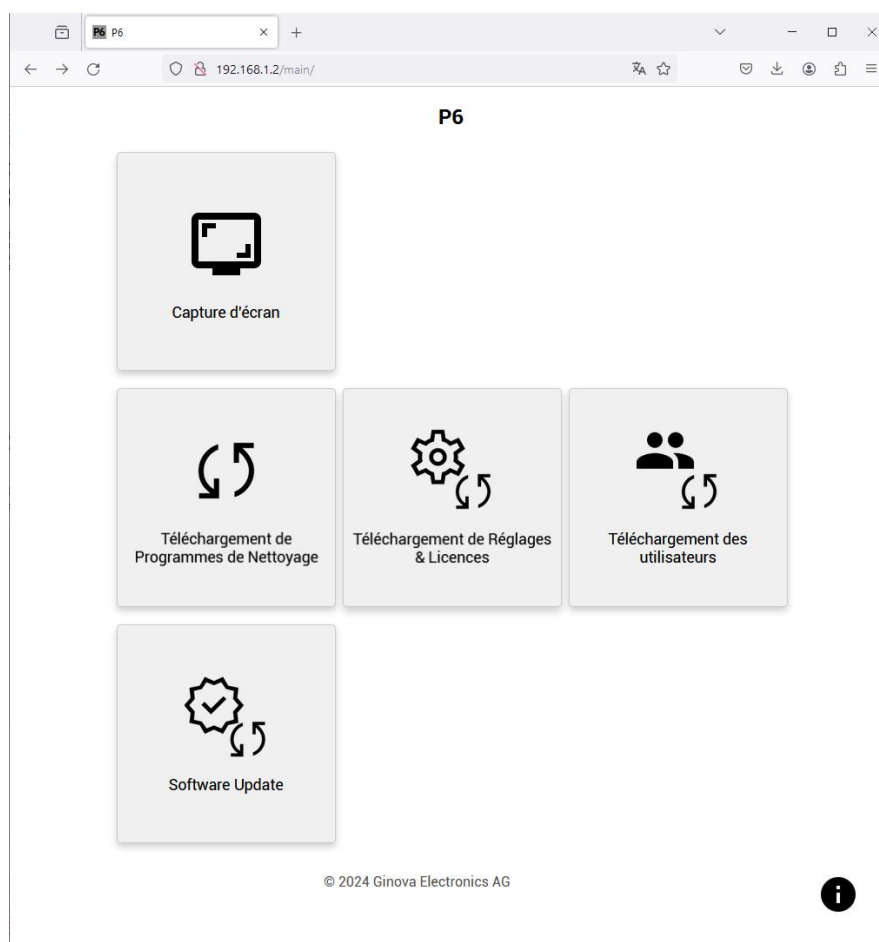 P6 P6
192.168.1.2/main/
P6
Capture d'écran
Téléchargement de
Programmes de Nettoyage
Téléchargement de Réglages
& Licences
Téléchargement des
utilisateurs
Software Update
© 2024 Ginova Electronics AG